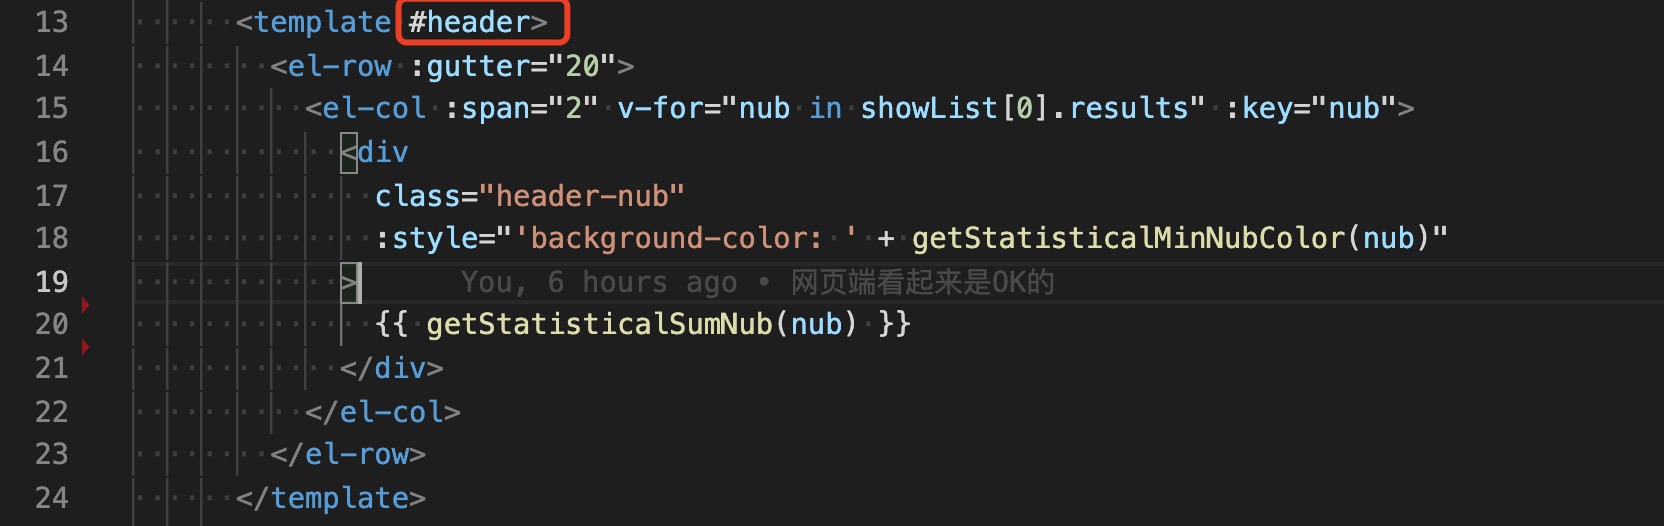 13 <template #header>
14 <el-row :gutter="20">
15 <el-col :span="2" v-for="nub in showList[0].results" :key="nub">
16 <div
17 class="header-nub"
18 :style="'background-color: ' + getStatisticalMinNubColor(nub)"
19 > You, 6 hours ago • 网页端看起来是OK的
20 {{ getStatisticalSumNub(nub) }}
21 </div>
22 </el-col>
23 </el-row>
24 </template>